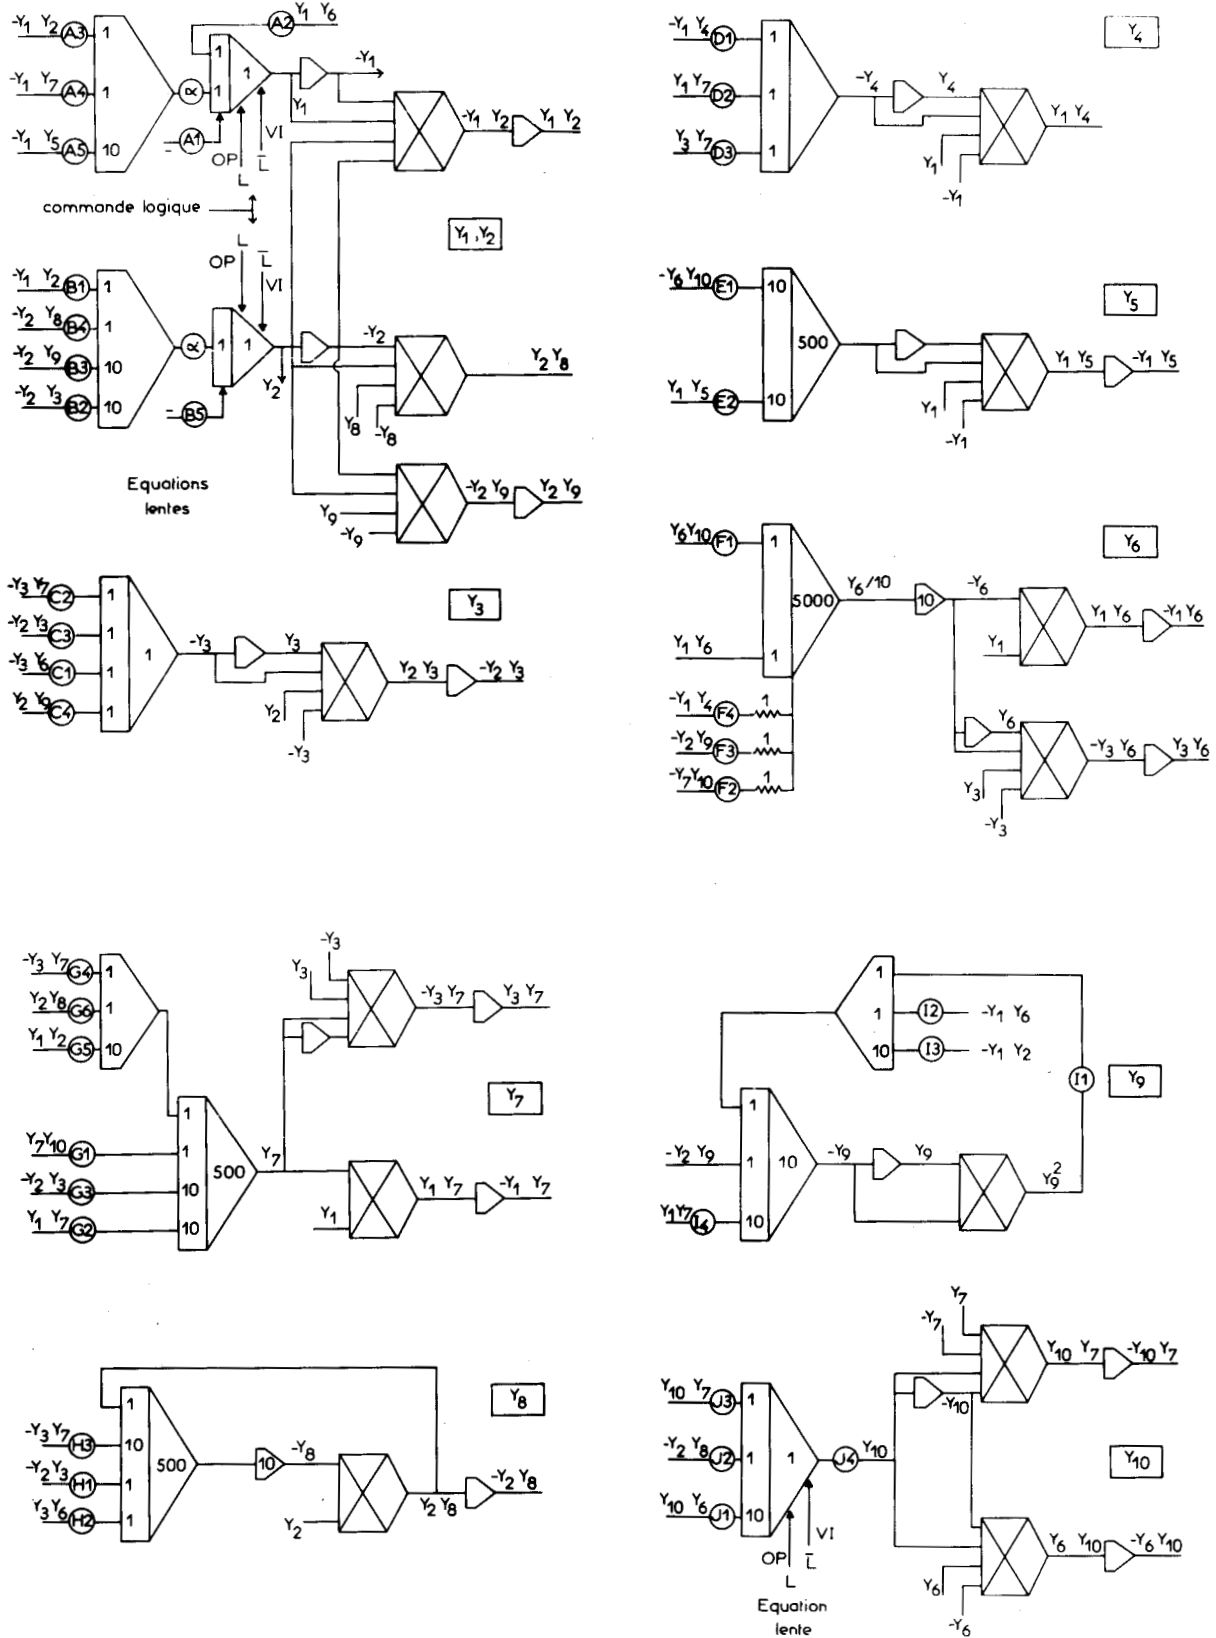 -Y1 Y2 A3 1
-Y1 Y7 A4 1
-Y1 Y5 A5 10
α
A2 Y1 Y6
1
1
1
- A1
OP
L
VI
L̅
Y1
-Y1
-Y1 Y2
Y1 Y2
commande logique
Y1, Y2
L
OP
L̅
VI
-Y1 Y2 B1 1
-Y2 Y8 B4 1
-Y2 Y9 B3 10
-Y2 Y3 B2 10
α
1
1
- B5
Y2
-Y2
Y8
-Y8
Y2 Y8
Equations
lentes
Y9
-Y9
-Y2 Y9
Y2 Y9
-Y3 Y7 C2 1
-Y2 Y3 C3 1
-Y3 Y6 C1 1
Y2 Y9 C4 1
1
-Y3
Y3
Y2
-Y3
Y2 Y3
-Y2 Y3
Y3
-Y1 Y4 D1 1
Y1 Y7 D2 1
Y3 Y7 D3 1
-Y4
Y4
Y1
-Y1
Y1 Y4
Y4
-Y6 Y10 E1 10
500
Y1 Y5 E2 10
Y1
-Y1
Y1 Y5
-Y1 Y5
Y5
Y6 Y10 F1 1
5000
Y1 Y6 1
-Y1 Y4 F4 1
-Y2 Y9 F3 1
-Y7 Y10 F2 1
Y6/10
10
-Y6
Y1
Y1 Y6
-Y1 Y6
Y6
Y3
-Y3
-Y3 Y6
Y3 Y6
Y6
-Y3 Y7 G4 1
Y2 Y8 G6 1
Y1 Y2 G5 10
1
Y7 Y10 G1 1
-Y2 Y3 G3 10
Y1 Y7 G2 10
500
Y7
-Y3
Y3
-Y3 Y7
Y3 Y7
Y7
Y1
Y1 Y7
-Y1 Y7
1
1 I2 -Y1 Y6
10 I3 -Y1 Y2
I1
Y9
1
-Y2 Y9 1
Y1 Y7 I4 10
10
-Y9
Y9
Y9²
1
-Y3 Y7 H3 10
-Y2 Y3 H1 1
Y3 Y6 H2 1
500
10
-Y8
Y2
Y2 Y8
-Y2 Y8
Y8
Y10 Y7 J3 1
-Y2 Y8 J2 1
Y10 Y6 J1 10
1
J4
Y10
-Y10
Y7
-Y7
Y10 Y7
-Y10 Y7
Y10
OP
L
VI
L̅
Equation
lente
Y6
-Y6
Y6 Y10
-Y6 Y10